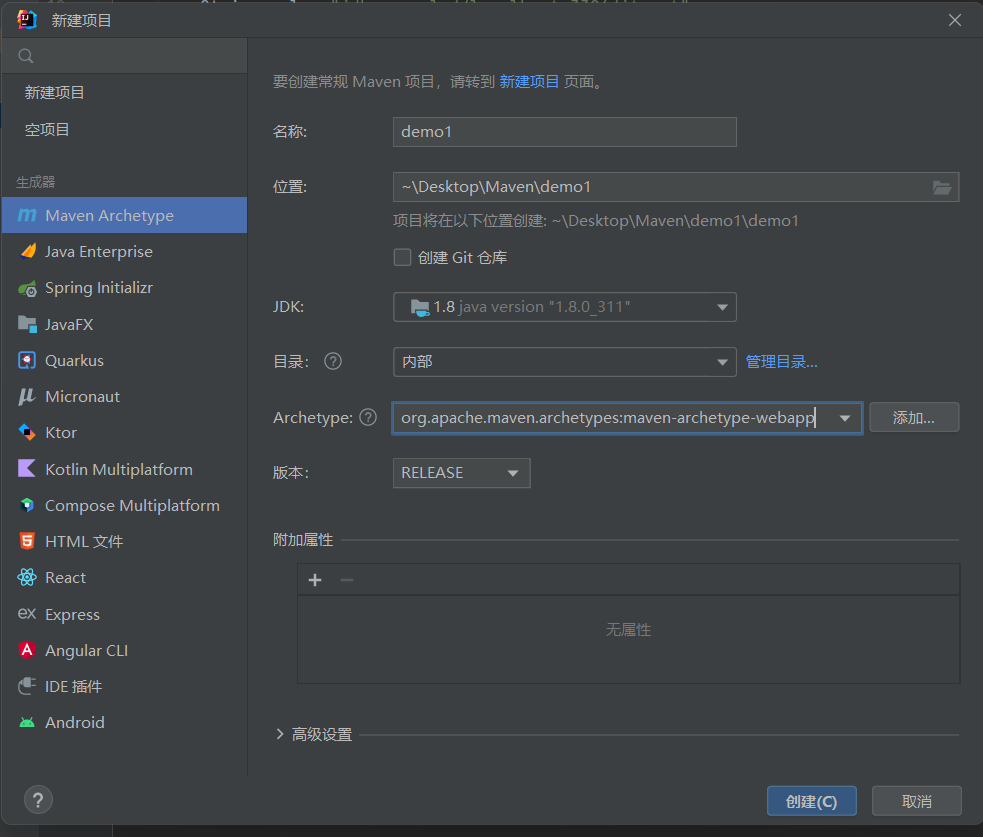 新建项目
新建项目
空项目
生成器
Maven Archetype
Java Enterprise
Spring Initializr
JavaFX
Quarkus
Micronaut
Ktor
Kotlin Multiplatform
Compose Multiplatform
HTML 文件
React
Express
Angular CLI
IDE 插件
Android
要创建常规 Maven 项目，请转到 新建项目 页面。
名称: demo1
位置: ~\Desktop\Maven\demo1
项目将在以下位置创建: ~\Desktop\Maven\demo1\demo1
创建 Git 仓库
JDK: 1.8 java version "1.8.0_311"
目录: ? 内部 管理目录...
Archetype: ? org.apache.maven.archetypes:maven-archetype-webapp 添加...
版本: RELEASE
附加属性
无属性
高级设置
? 创建(C) 取消